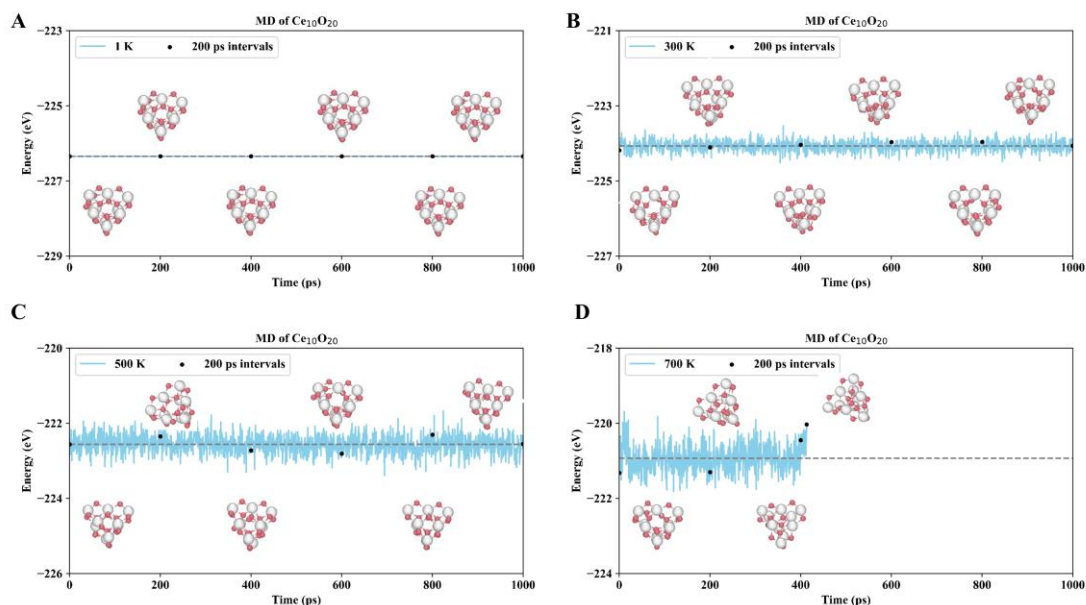 A
MD of Ce₁₀O₂₀
1 K
200 ps intervals
Energy (eV)
−223
−225
−227
−229
0 200 400 600 800 1000
Time (ps)
B
MD of Ce₁₀O₂₀
300 K
200 ps intervals
Energy (eV)
−221
−223
−225
−227
0 200 400 600 800 1000
Time (ps)
C
MD of Ce₁₀O₂₀
500 K
200 ps intervals
Energy (eV)
−220
−222
−224
−226
0 200 400 600 800 1000
Time (ps)
D
MD of Ce₁₀O₂₀
700 K
200 ps intervals
Energy (eV)
−218
−220
−222
−224
0 200 400 600 800 1000
Time (ps)